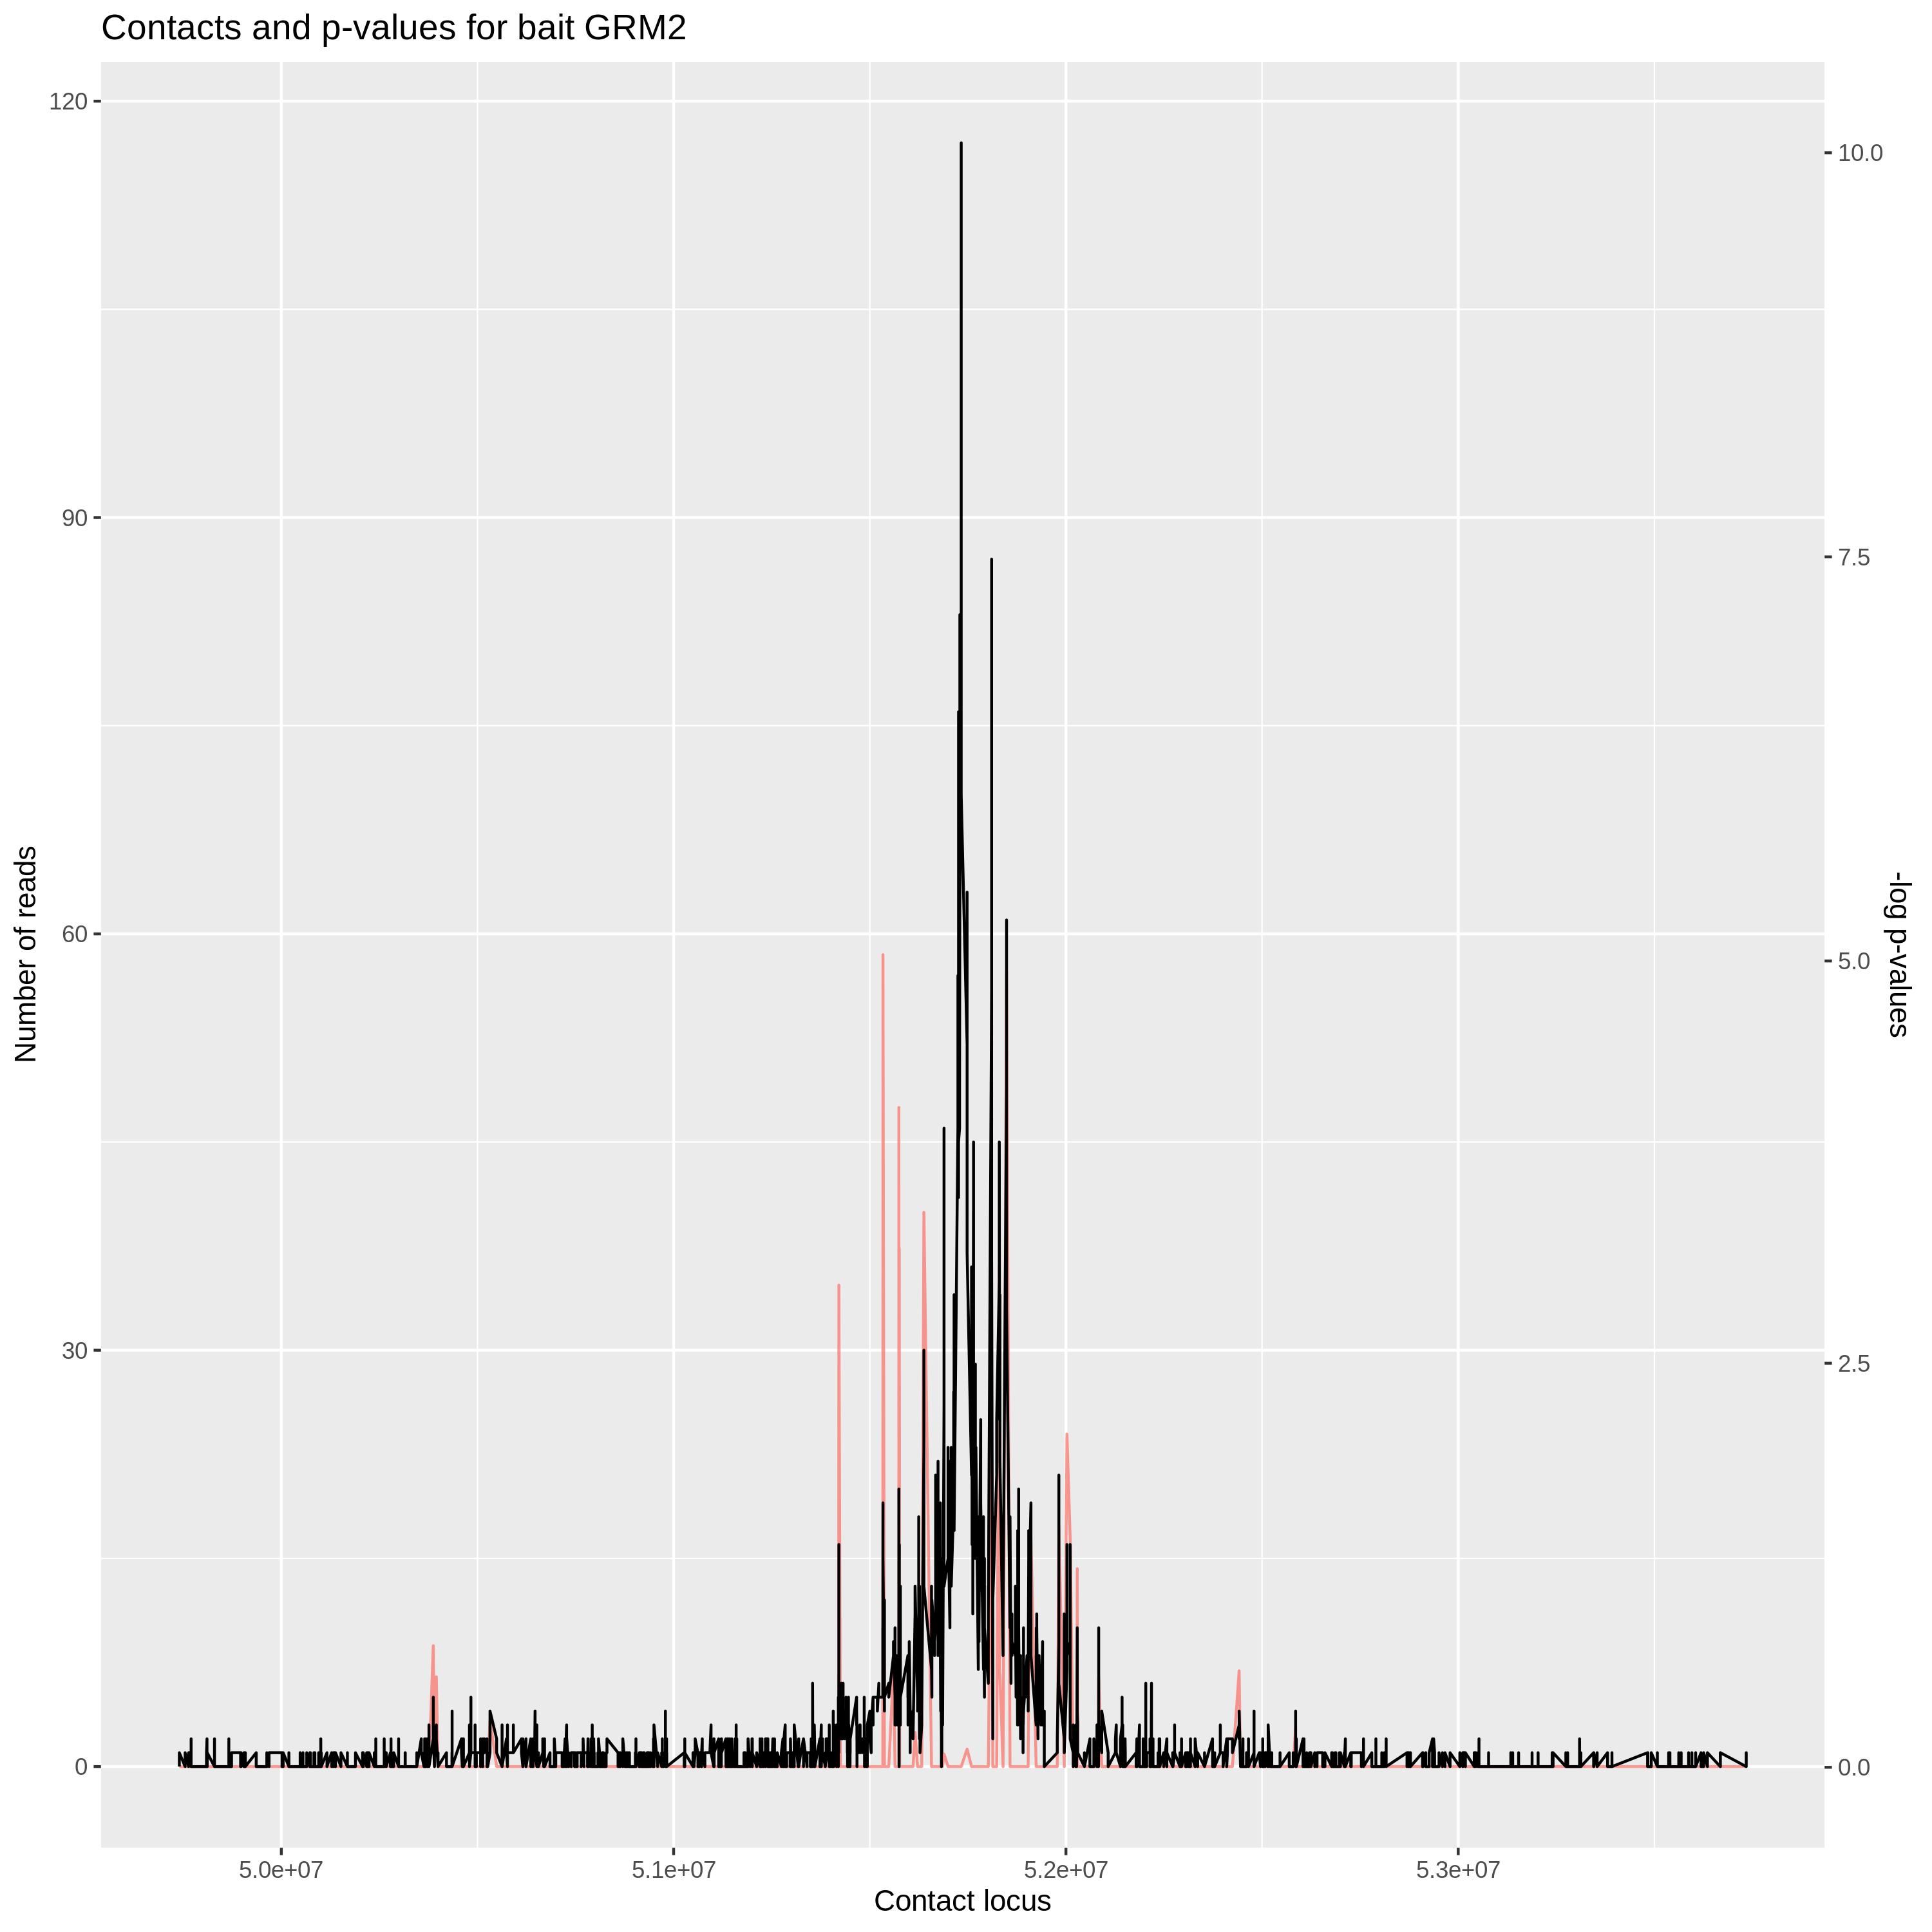 Contacts and p-values for bait GRM2
120
90
60
30
0
Number of reads
10.0
7.5
5.0
2.5
0.0
-log p-values
5.0e+07
5.1e+07
5.2e+07
5.3e+07
Contact locus